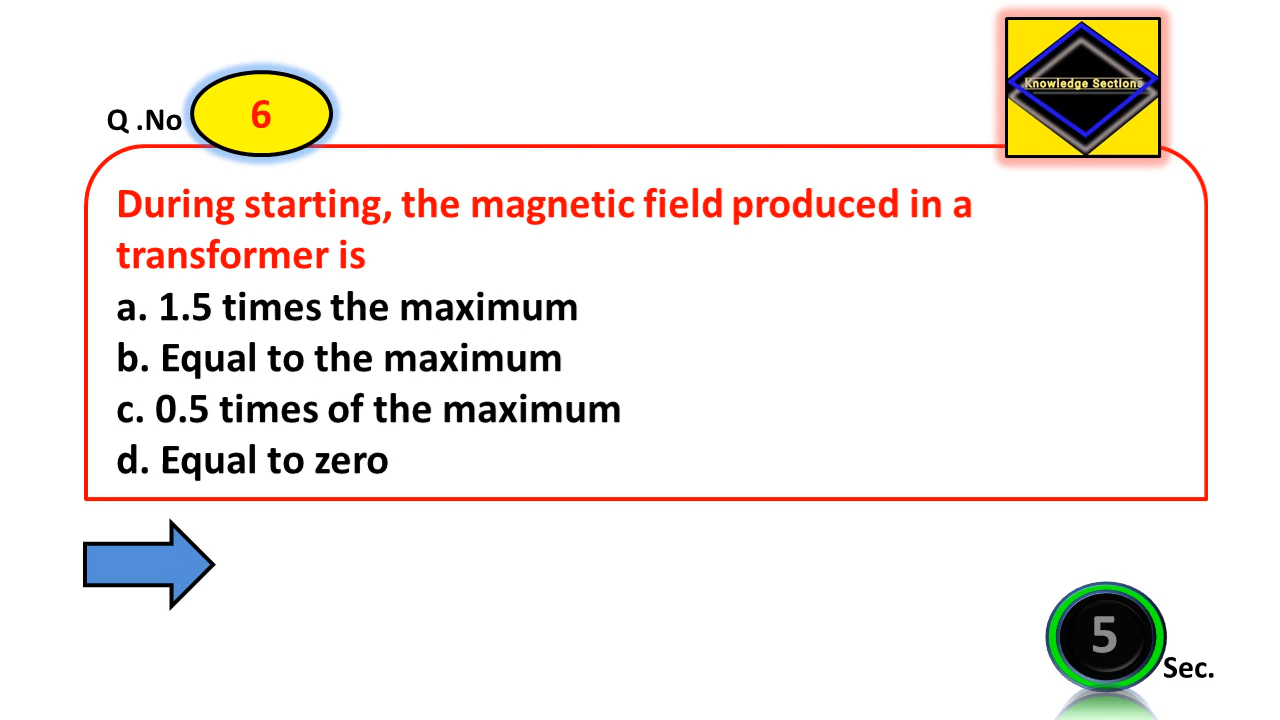 Knowledge Sections
Q .No 6
During starting, the magnetic field produced in a
transformer is
a. 1.5 times the maximum
b. Equal to the maximum
c. 0.5 times of the maximum
d. Equal to zero
5 Sec.